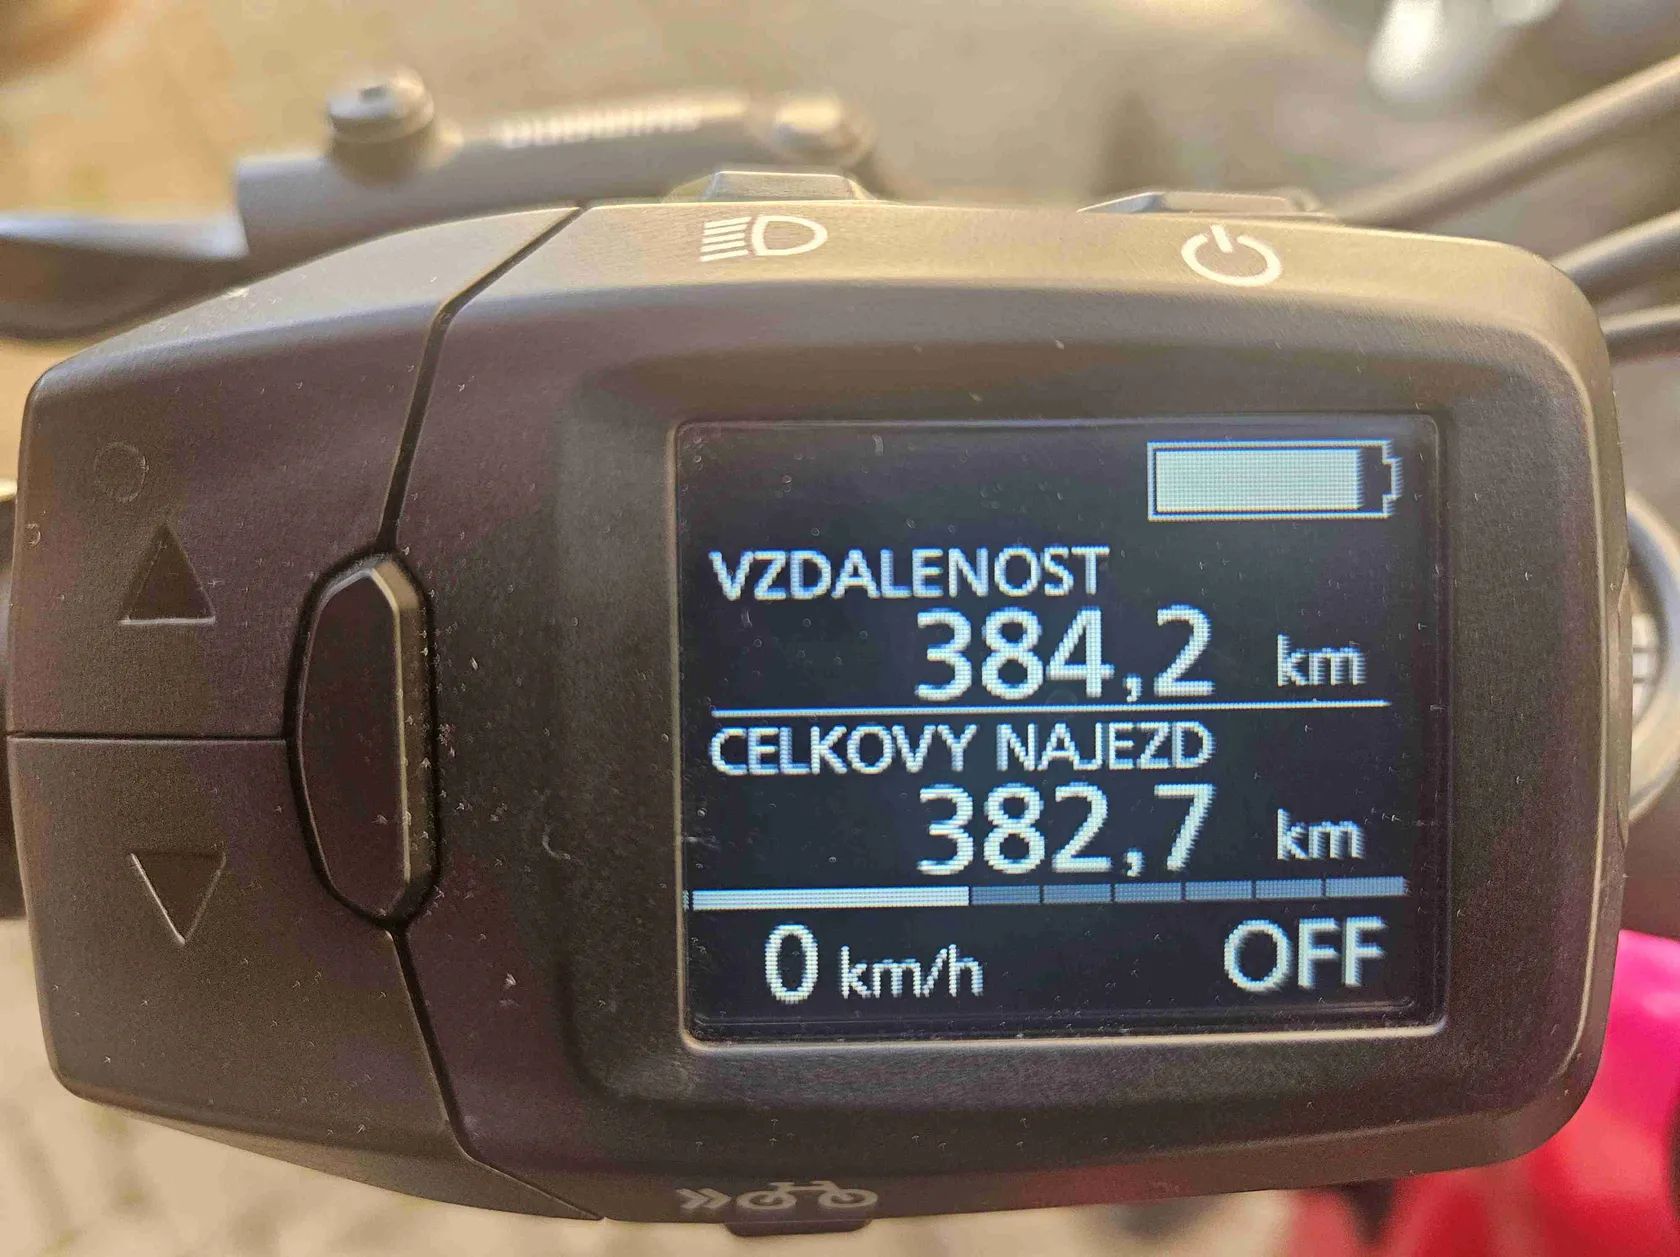 VZDALENOST
384,2 km
CELKOVY NAJEZD
382,7 km
0 km/h OFF